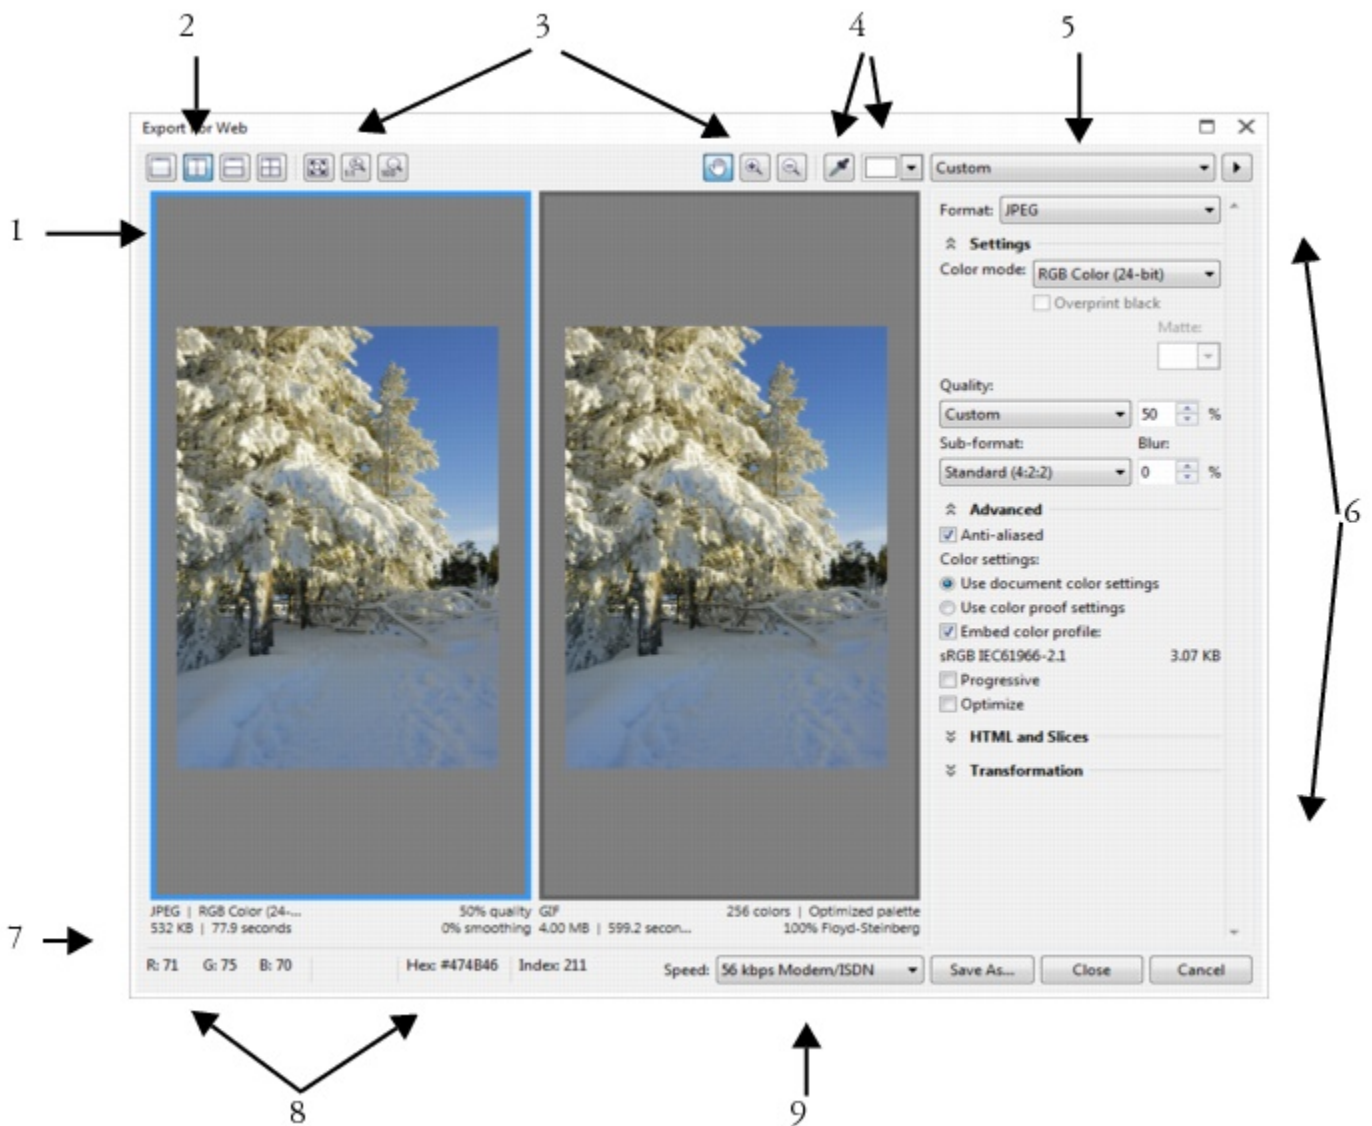 2
3
4
5
Export For Web
Custom
1
Format: JPEG
Settings
Color mode: RGB Color (24-bit)
Overprint black
Matte:
Quality:
Custom 50 %
Sub-format: Blur:
Standard (4:2:2) 0 %
6
Advanced
Anti-aliased
Color settings:
Use document color settings
Use color proof settings
Embed color profile:
sRGB IEC61966-2.1 3.07 KB
Progressive
Optimize
HTML and Slices
Transformation
JPEG | RGB Color (24-... 50% quality
532 KB | 77.9 seconds 0% smoothing
GIF 256 colors | Optimized palette
4.00 MB | 599.2 secon... 100% Floyd-Steinberg
7
R: 71 G: 75 B: 70 Hex: #474B46 Index: 211
Speed: 56 kbps Modem/ISDN Save As... Close Cancel
8
9